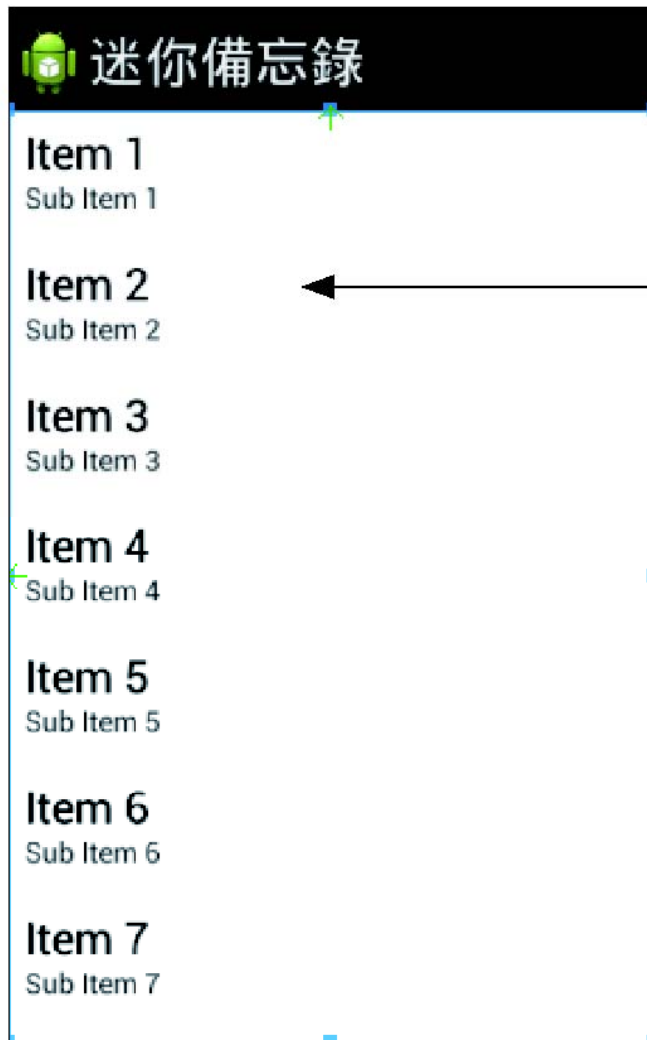 迷你備忘錄
Item 1
Sub Item 1
Item 2
Sub Item 2
Item 3
Sub Item 3
Item 4
Sub Item 4
Item 5
Sub Item 5
Item 6
Sub Item 6
Item 7
Sub Item 7